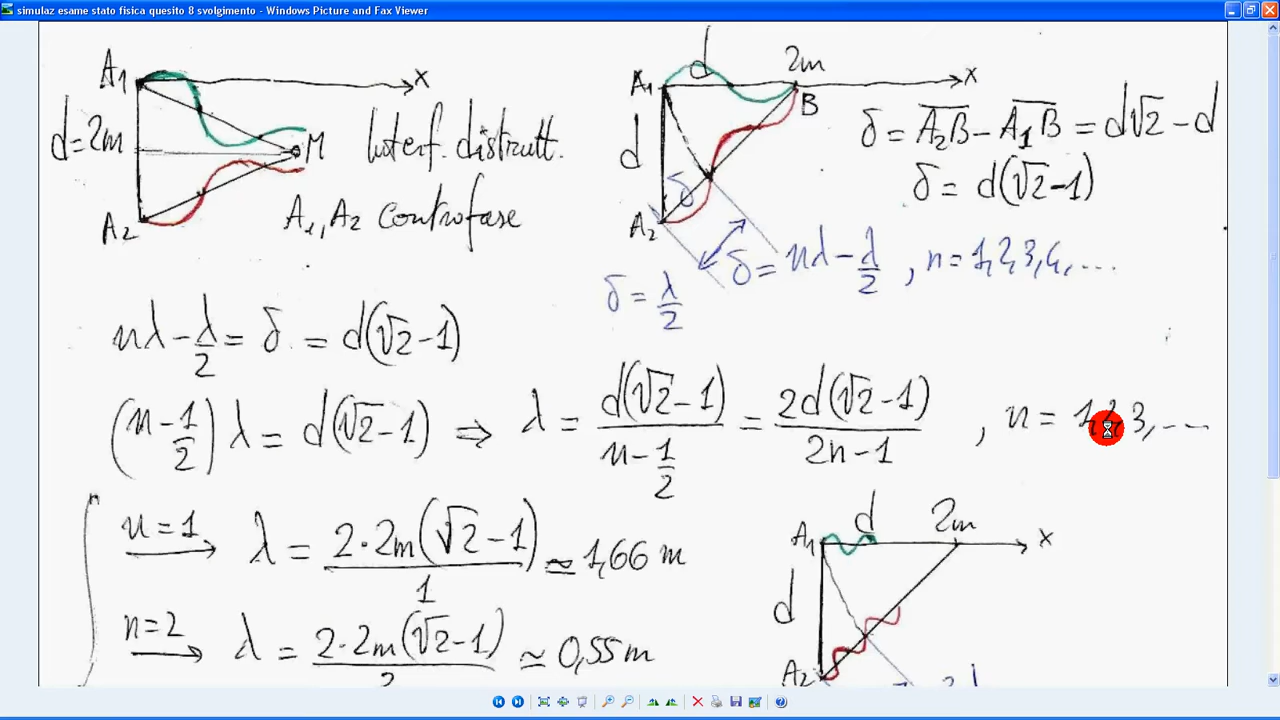 simulaz esame stato fisica quesito 8 svolgimento - Windows Picture and Fax Viewer
A1 x
d=2m M Interf. distrutt.
A2 A1, A2 controfase
d 2m
A1 B x
d
δ
A2
δ = A2B - A1B = d√2 - d
δ = d(√2-1)
δ = λ/2
δ = nλ - λ/2 , n=1,2,3,4,...
nλ - λ/2 = δ = d(√2-1)
(n - 1/2) λ = d(√2-1) ⇒ λ = d(√2-1)/(n - 1/2) = 2d(√2-1)/(2n-1) , n = 1,2,3,...
n=1 λ = 2·2m(√2-1)/1 ≃ 1,66 m
n=2 λ = 2·2m(√2-1) ≃ 0,55 m
A1 d 2m x
d
A2